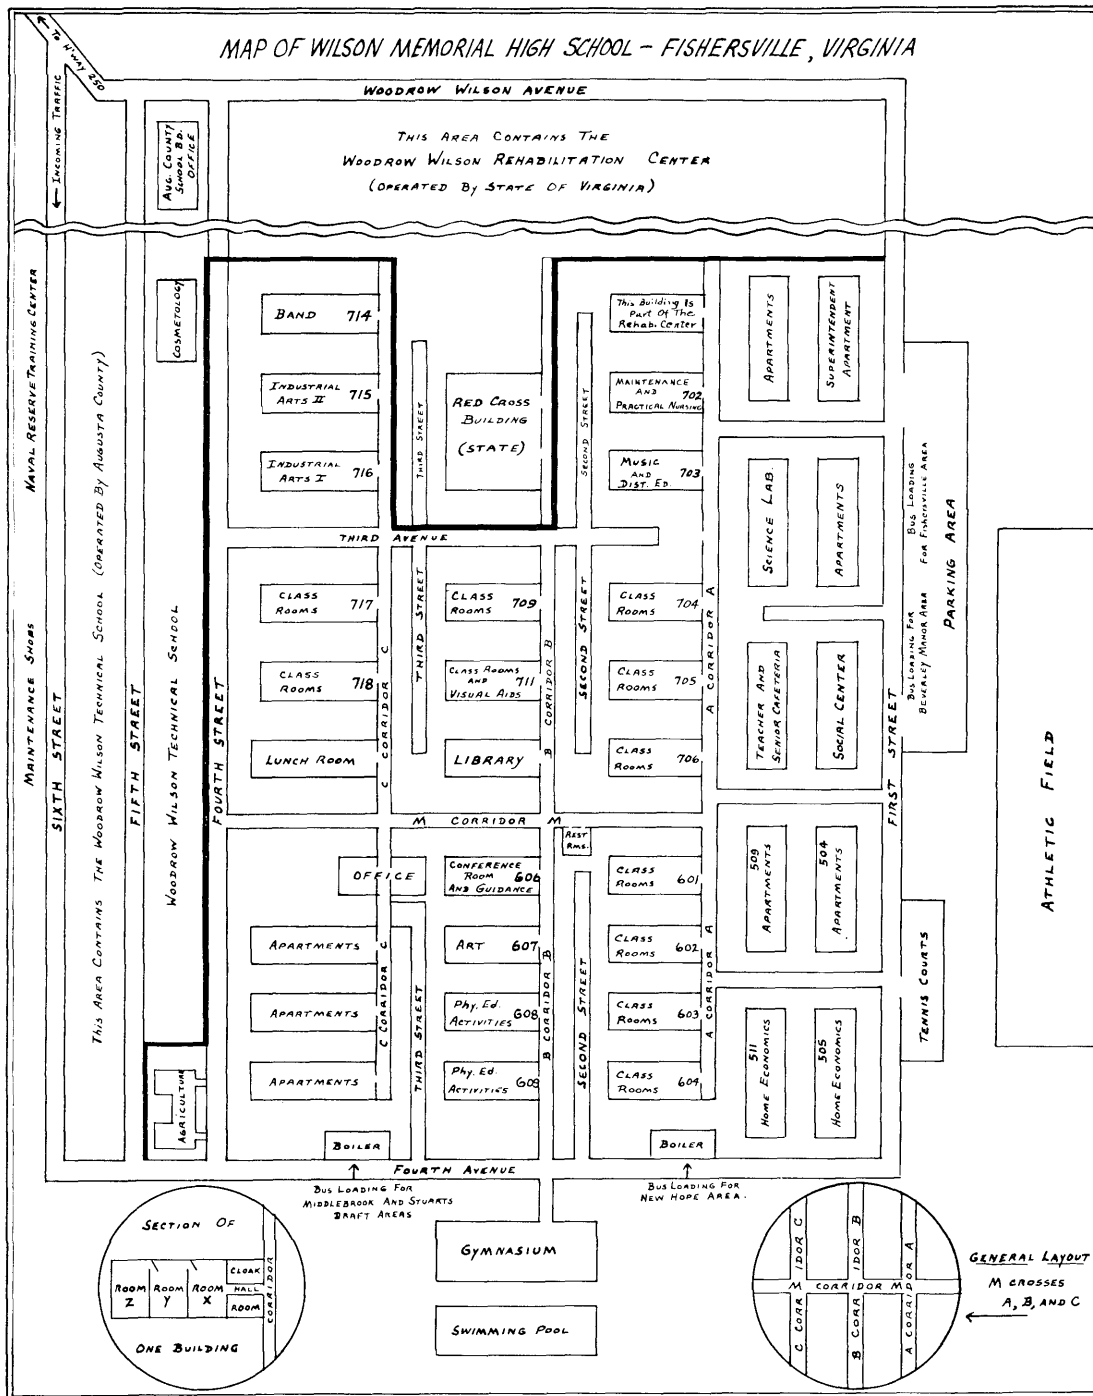 MAP OF WILSON MEMORIAL HIGH SCHOOL – FISHERSVILLE, VIRGINIA
TO H'WAY 250
INCOMING TRAFFIC
WOODROW WILSON AVENUE
AUG. COUNTY
SCHOOL BD.
OFFICE
THIS AREA CONTAINS THE
WOODROW WILSON REHABILITATION CENTER
(OPERATED BY STATE OF VIRGINIA)
NAVAL RESERVE TRAINING CENTER
MAINTENANCE SHOPS
SIXTH STREET
THIS AREA CONTAINS THE WOODROW WILSON TECHNICAL SCHOOL (OPERATED BY AUGUSTA COUNTY)
FIFTH STREET
COSMETOLOGY
WOODROW WILSON TECHNICAL SCHOOL
FOURTH STREET
AGRICULTURE
BAND 714
INDUSTRIAL
ARTS II 715
INDUSTRIAL
ARTS I 716
THIRD STREET
RED CROSS
BUILDING
(STATE)
SECOND STREET
This Building Is
Part Of The
Rehab. Center
MAINTENANCE
AND 702
PRACTICAL NURSING
MUSIC
AND 703
DIST. ED.
APARTMENTS
SUPERINTENDENT
APARTMENT
SCIENCE LAB.
APARTMENTS
THIRD AVENUE
CLASS
ROOMS 717
CLASS
ROOMS 718
LUNCH ROOM
C CORRIDOR C
THIRD STREET
CLASS
ROOMS 709
CLASS ROOMS
AND 711
VISUAL AIDS
LIBRARY
B CORRIDOR B
SECOND STREET
CLASS
ROOMS 704
CLASS
ROOMS 705
CLASS
ROOMS 706
A CORRIDOR A
TEACHER AND
SENIOR CAFETERIA
SOCIAL CENTER
FIRST STREET
BUS LOADING FOR
BEVERLEY MANOR AREA
BUS LOADING
FOR FISHERSVILLE AREA
PARKING AREA
ATHLETIC FIELD
M CORRIDOR M
REST
RMS.
OFFICE
CONFERENCE
ROOM 606
AND GUIDANCE
CLASS
ROOMS 601
509
APARTMENTS
504
APARTMENTS
APARTMENTS
ART 607
CLASS
ROOMS 602
APARTMENTS
Phy. Ed.
ACTIVITIES 608
CLASS
ROOMS 603
APARTMENTS
Phy. Ed.
ACTIVITIES 609
CLASS
ROOMS 604
C CORRIDOR C
THIRD STREET
B CORRIDOR B
SECOND STREET
A CORRIDOR A
511
HOME ECONOMICS
505
HOME ECONOMICS
TENNIS COURTS
BOILER
BOILER
FOURTH AVENUE
BUS LOADING FOR
MIDDLEBROOK AND STUARTS
DRAFT AREAS
BUS LOADING FOR
NEW HOPE AREA.
GYMNASIUM
SWIMMING POOL
SECTION OF
ROOM
Z
ROOM
Y
ROOM
X
CLOAK
HALL
ROOM
CORRIDOR
ONE BUILDING
C CORR IDOR C
B CORR IDOR B
A CORRIDOR A
M CORRIDOR M
GENERAL LAYOUT
M CROSSES
A, B, AND C